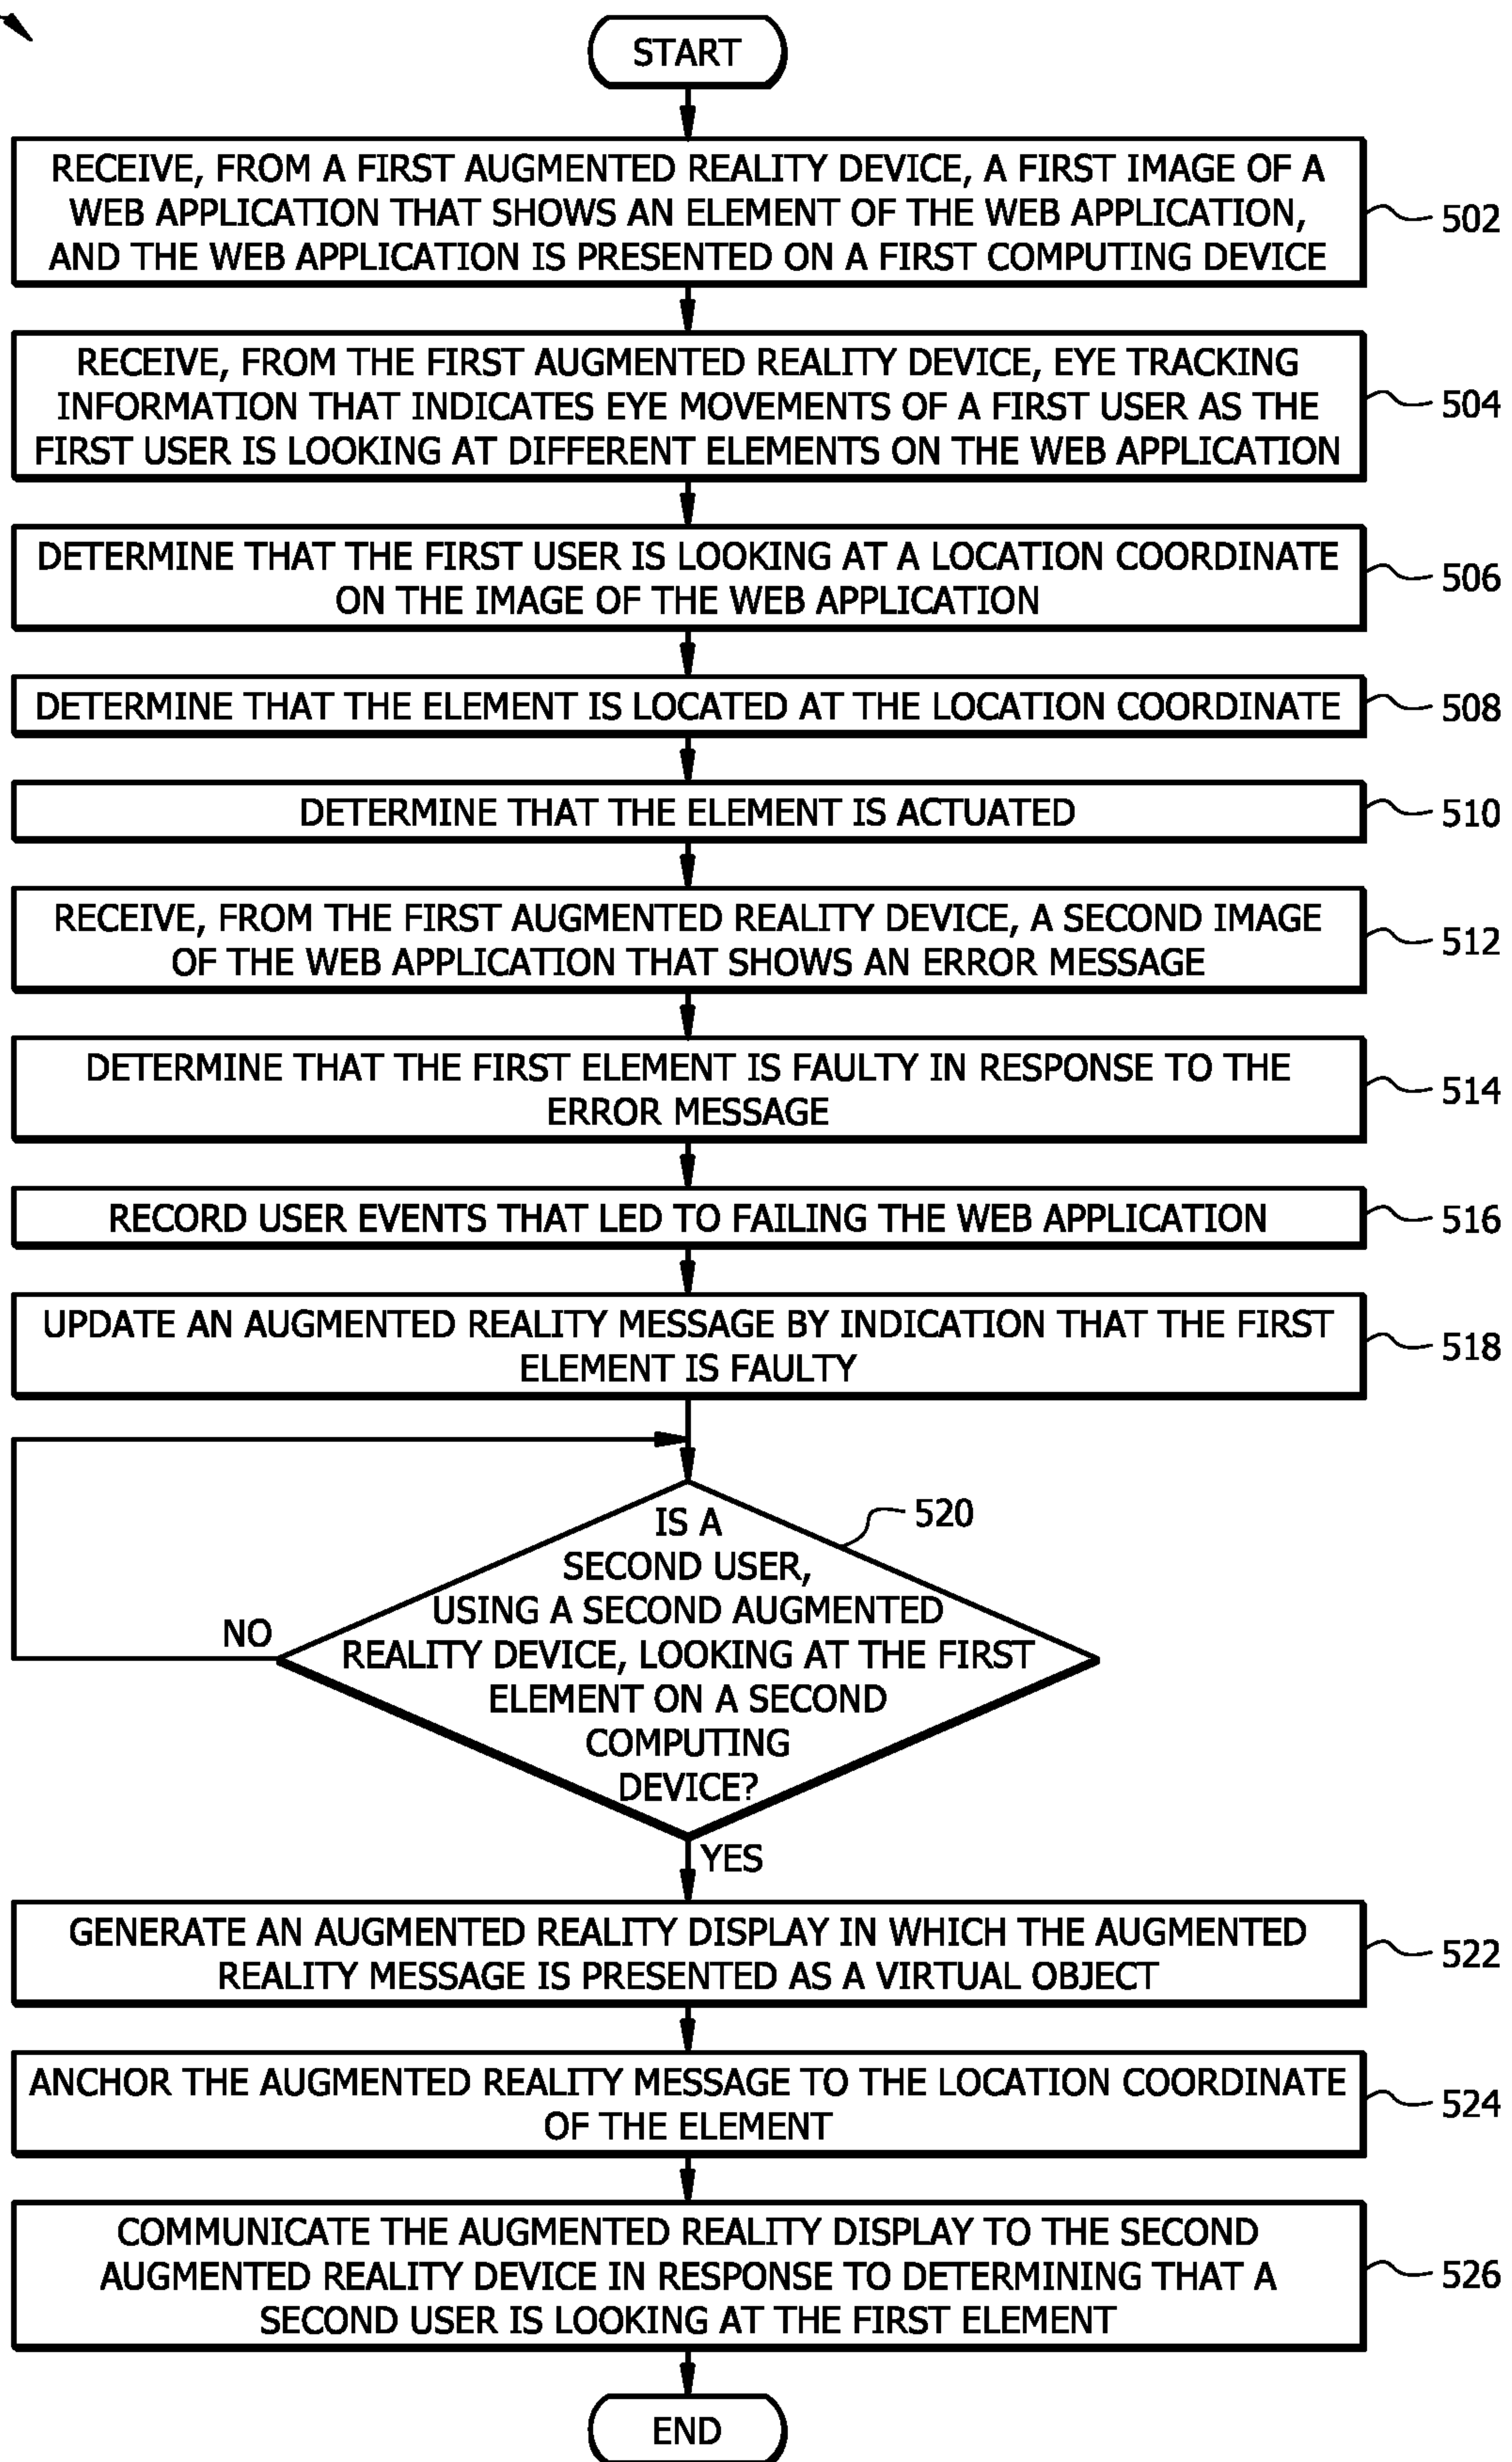 START
RECEIVE, FROM A FIRST AUGMENTED REALITY DEVICE, A FIRST IMAGE OF A
WEB APPLICATION THAT SHOWS AN ELEMENT OF THE WEB APPLICATION,
AND THE WEB APPLICATION IS PRESENTED ON A FIRST COMPUTING DEVICE
502
RECEIVE, FROM THE FIRST AUGMENTED REALITY DEVICE, EYE TRACKING
INFORMATION THAT INDICATES EYE MOVEMENTS OF A FIRST USER AS THE
FIRST USER IS LOOKING AT DIFFERENT ELEMENTS ON THE WEB APPLICATION
504
DETERMINE THAT THE FIRST USER IS LOOKING AT A LOCATION COORDINATE
ON THE IMAGE OF THE WEB APPLICATION
506
DETERMINE THAT THE ELEMENT IS LOCATED AT THE LOCATION COORDINATE
508
DETERMINE THAT THE ELEMENT IS ACTUATED
510
RECEIVE, FROM THE FIRST AUGMENTED REALITY DEVICE, A SECOND IMAGE
OF THE WEB APPLICATION THAT SHOWS AN ERROR MESSAGE
512
DETERMINE THAT THE FIRST ELEMENT IS FAULTY IN RESPONSE TO THE
ERROR MESSAGE
514
RECORD USER EVENTS THAT LED TO FAILING THE WEB APPLICATION
516
UPDATE AN AUGMENTED REALITY MESSAGE BY INDICATION THAT THE FIRST
ELEMENT IS FAULTY
518
IS A
SECOND USER,
USING A SECOND AUGMENTED
REALITY DEVICE, LOOKING AT THE FIRST
ELEMENT ON A SECOND
COMPUTING
DEVICE?
520
NO
YES
GENERATE AN AUGMENTED REALITY DISPLAY IN WHICH THE AUGMENTED
REALITY MESSAGE IS PRESENTED AS A VIRTUAL OBJECT
522
ANCHOR THE AUGMENTED REALITY MESSAGE TO THE LOCATION COORDINATE
OF THE ELEMENT
524
COMMUNICATE THE AUGMENTED REALITY DISPLAY TO THE SECOND
AUGMENTED REALITY DEVICE IN RESPONSE TO DETERMINING THAT A
SECOND USER IS LOOKING AT THE FIRST ELEMENT
526
END